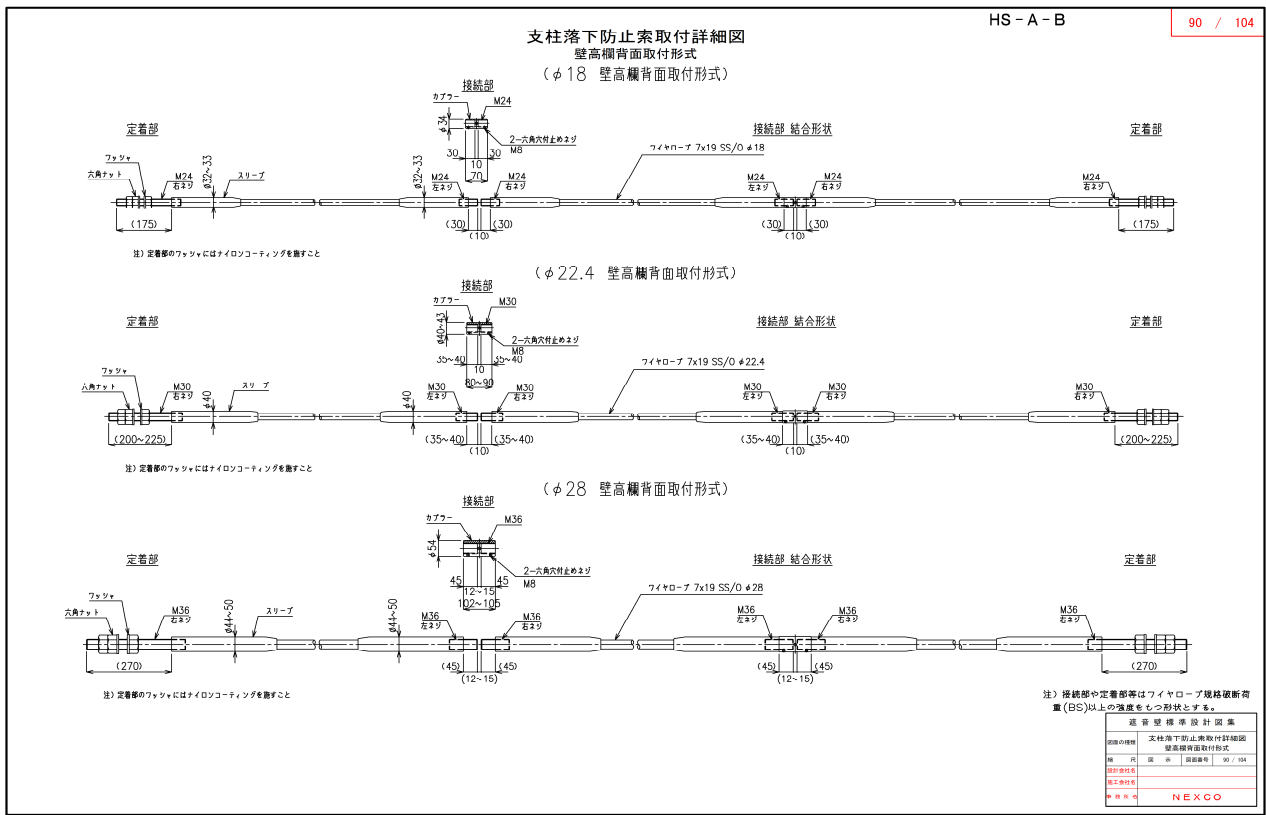 HS-A-B
90 / 104
支柱落下防止索取付詳細図
壁高欄背面取付形式
(φ18 壁高欄背面取付形式)
接続部
カプラー
M24
φ34
2-六角穴付止めネジ
M8
30
30
10
70
定着部
接続部 結合形状
定着部
ワッシャ
六角ナット
M24
右ネジ
φ32~33
スリーブ
φ32~33
M24
左ネジ
M24
右ネジ
ワイヤロープ 7x19 SS/O φ18
M24
左ネジ
M24
右ネジ
M24
右ネジ
(175)
(30)
(30)
(10)
(30)
(30)
(10)
(175)
注) 定着部のワッシャにはナイロンコーティングを施すこと
(φ22.4 壁高欄背面取付形式)
接続部
カプラー
M30
φ40~43
2-六角穴付止めネジ
M8
35~40
35~40
10
80~90
定着部
接続部 結合形状
定着部
ワッシャ
六角ナット
M30
右ネジ
φ40
スリーブ
φ40
M30
左ネジ
M30
右ネジ
ワイヤロープ 7x19 SS/O φ22.4
M30
左ネジ
M30
右ネジ
M30
右ネジ
(200~225)
(35~40)
(35~40)
(10)
(35~40)
(35~40)
(10)
(200~225)
注) 定着部のワッシャにはナイロンコーティングを施すこと
(φ28 壁高欄背面取付形式)
接続部
カプラー
M36
φ54
2-六角穴付止めネジ
M8
45
45
12~15
102~105
定着部
接続部 結合形状
定着部
ワッシャ
六角ナット
M36
右ネジ
φ44~50
スリーブ
φ44~50
M36
左ネジ
M36
右ネジ
ワイヤロープ 7x19 SS/O φ28
M36
左ネジ
M36
右ネジ
M36
右ネジ
(270)
(45)
(45)
(12~15)
(45)
(45)
(12~15)
(270)
注) 定着部のワッシャにはナイロンコーティングを施すこと
注) 接続部や定着部等はワイヤロープ規格破断荷
重(BS)以上の強度をもつ形状とする。
遮音壁標準設計図集
図面の種類 支柱落下防止索取付詳細図
壁高欄背面取付形式
縮尺 図示 図面番号 90 / 104
設計会社名
施工会社名
事務所名 NEXCO